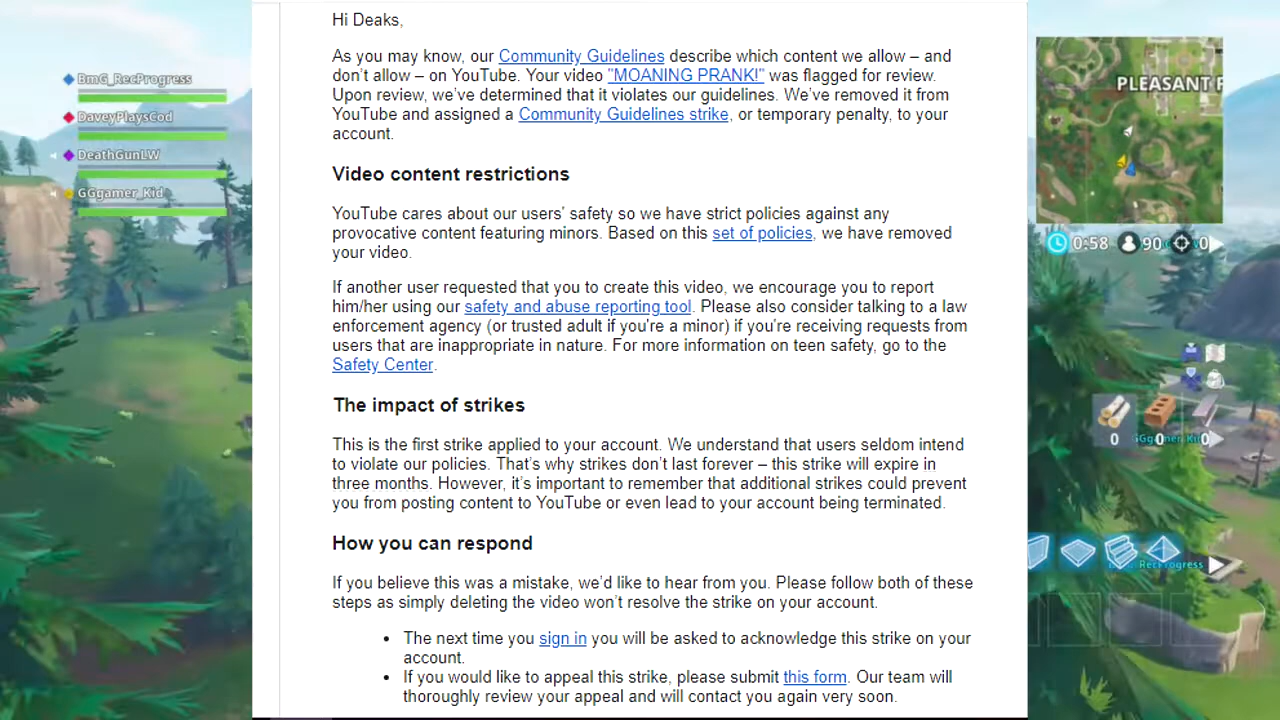 Hi Deaks,
As you may know, our Community Guidelines describe which content we allow – and
don’t allow – on YouTube. Your video "MOANING PRANK!" was flagged for review.
Upon review, we’ve determined that it violates our guidelines. We’ve removed it from
YouTube and assigned a Community Guidelines strike, or temporary penalty, to your
account.
Video content restrictions
YouTube cares about our users’ safety so we have strict policies against any
provocative content featuring minors. Based on this set of policies, we have removed
your video.
If another user requested that you to create this video, we encourage you to report
him/her using our safety and abuse reporting tool. Please also consider talking to a law
enforcement agency (or trusted adult if you're a minor) if you’re receiving requests from
users that are inappropriate in nature. For more information on teen safety, go to the
Safety Center.
The impact of strikes
This is the first strike applied to your account. We understand that users seldom intend
to violate our policies. That’s why strikes don’t last forever – this strike will expire in
three months. However, it’s important to remember that additional strikes could prevent
you from posting content to YouTube or even lead to your account being terminated.
How you can respond
If you believe this was a mistake, we’d like to hear from you. Please follow both of these
steps as simply deleting the video won’t resolve the strike on your account.
• The next time you sign in you will be asked to acknowledge this strike on your
account.
• If you would like to appeal this strike, please submit this form. Our team will
thoroughly review your appeal and will contact you again very soon.
BmG_RecProgress
DaveyPlaysCod
DeathGunLW
GGgamer_Kid
PLEASANT
0:58 90 0
0 0 0
RecProgress